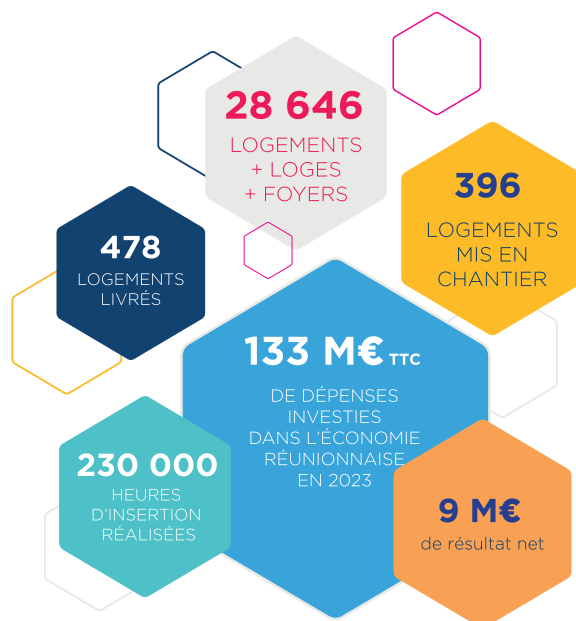 28 646
LOGEMENTS
+ LOGES
+ FOYERS
396
LOGEMENTS
MIS EN
CHANTIER
478
LOGEMENTS
LIVRÉS
133 M€ TTC
DE DÉPENSES
INVESTIES
DANS L'ÉCONOMIE
RÉUNIONNAISE
EN 2023
230 000
HEURES
D'INSERTION
RÉALISÉES
9 M€
de résultat net